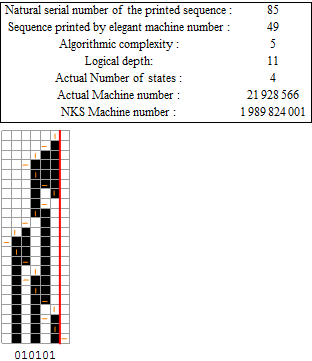 Natural serial number of the printed sequence : 85
Sequence printed by elegant machine number : 49
Algorithmic complexity : 5
Logical depth: 11
Actual Number of states : 4
Actual Machine number : 21 928 566
NKS Machine number : 1 989 824 001
010101